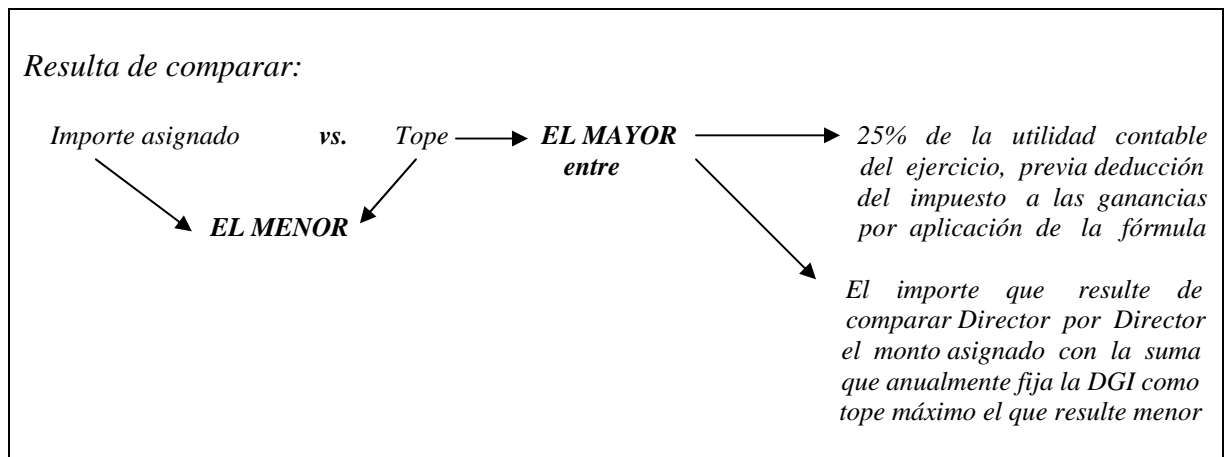 Resulta de comparar:
Importe asignado vs. Tope EL MAYOR
entre
EL MENOR
25% de la utilidad contable
del ejercicio, previa deducción
del impuesto a las ganancias
por aplicación de la fórmula
El importe que resulte de
comparar Director por Director
el monto asignado con la suma
que anualmente fija la DGI como
tope máximo el que resulte menor